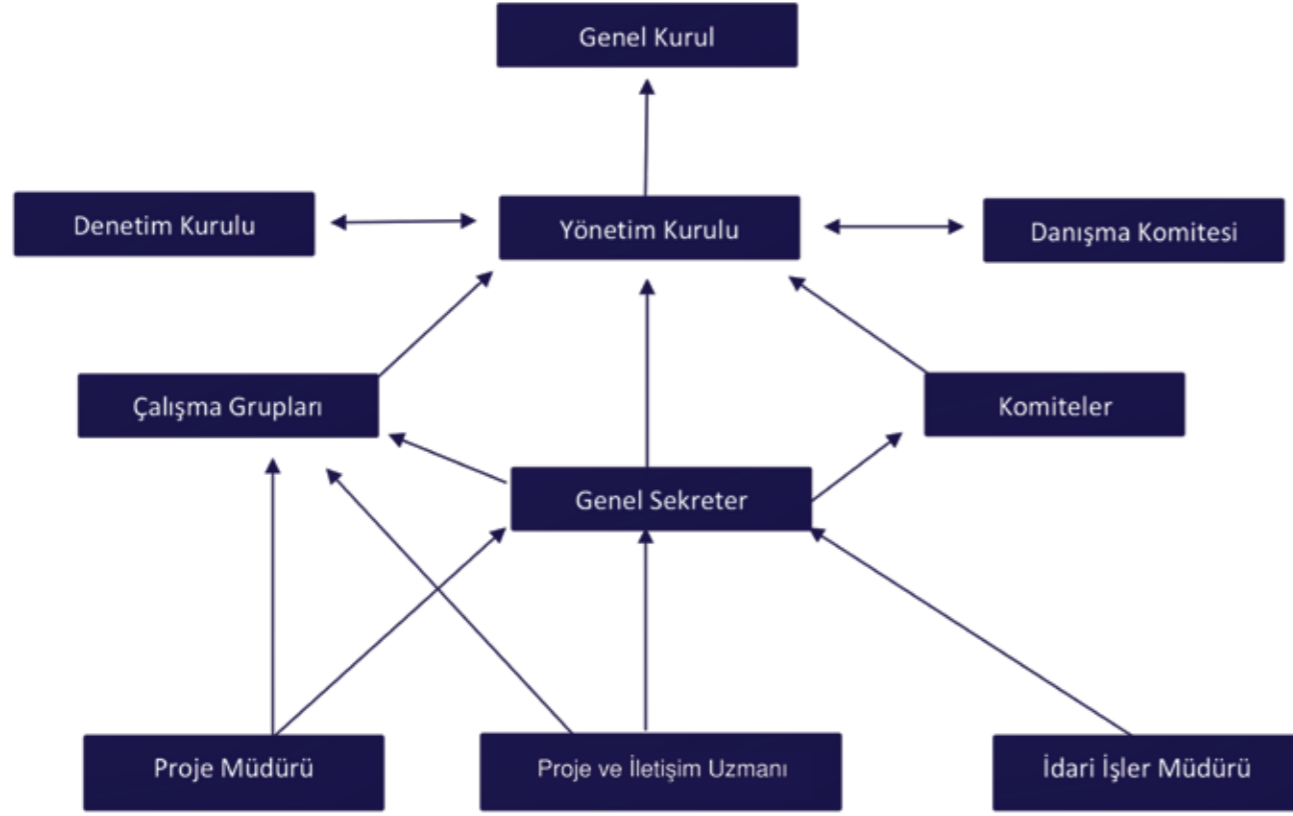 Genel Kurul
Denetim Kurulu
Yönetim Kurulu
Danışma Komitesi
Çalışma Grupları
Komiteler
Genel Sekreter
Proje Müdürü
Proje ve İletişim Uzmanı
İdari İşler Müdürü